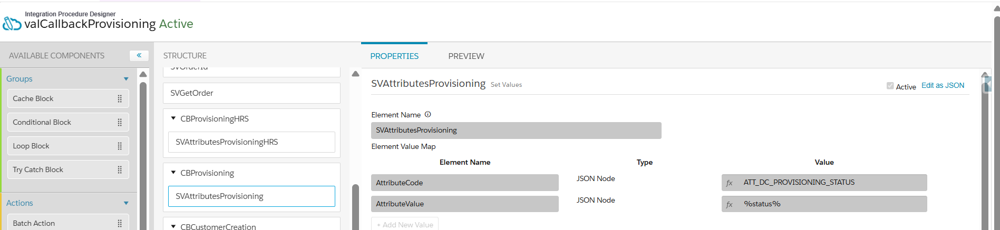 Integration Procedure Designer
valCallbackProvisioning Active
AVAILABLE COMPONENTS
«
Groups
Cache Block
Conditional Block
Loop Block
Try Catch Block
Actions
Batch Action
STRUCTURE
SVOrderId
SVGetOrder
CBProvisioningHRS
SVAttributesProvisioningHRS
CBProvisioning
SVAttributesProvisioning
CBCustomerCreation
PROPERTIES PREVIEW
SVAttributesProvisioning Set Values
Active Edit as JSON
Element Name
SVAttributesProvisioning
Element Value Map
Element Name Type Value
AttributeCode JSON Node fx ATT_DC_PROVISIONING_STATUS
AttributeValue JSON Node fx %status%
+ Add New Value